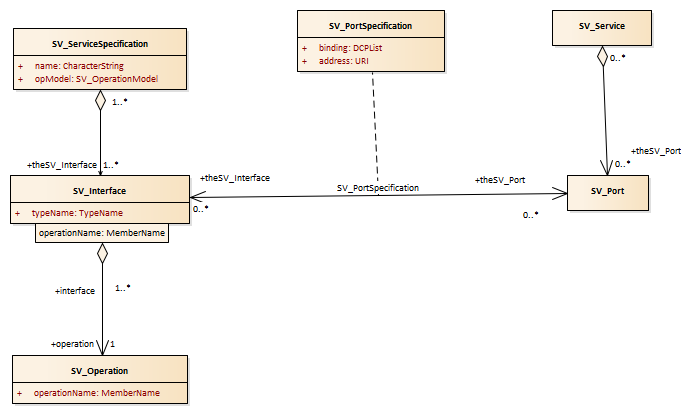 SV_ServiceSpecification
+ name: CharacterString
+ opModel: SV_OperationModel
SV_PortSpecification
+ binding: DCPList
+ address: URI
SV_Service
0..*
1..*
+theSV_Interface 1..*
+theSV_Port
0..*
SV_Interface
+ typeName: TypeName
operationName: MemberName
+theSV_Interface
0..*
SV_PortSpecification
+theSV_Port
0..*
SV_Port
+interface
1..*
+operation 1
SV_Operation
+ operationName: MemberName